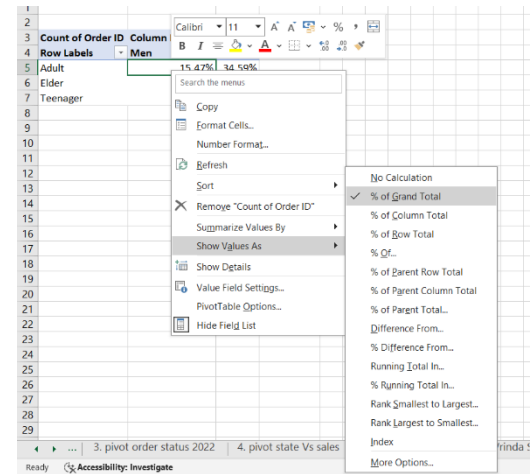 1
2
3 Count of Order ID Column
4 Row Labels Men
5 Adult 15.47% 34.59%
6 Elder
7 Teenager
8
9
10
11
12
13
14
15
16
17
18
19
20
21
22
23
24
25
26
27
28
29
Calibri 11 A A % ,
B I A
Search the menus
Copy
Format Cells...
Number Format...
Refresh
Sort
Remove "Count of Order ID"
Summarize Values By
Show Values As
Show Details
Value Field Settings...
PivotTable Options...
Hide Field List
No Calculation
% of Grand Total
% of Column Total
% of Row Total
% Of...
% of Parent Row Total
% of Parent Column Total
% of Parent Total...
Difference From...
% Difference From...
Running Total In...
% Running Total In...
Rank Smallest to Largest...
Rank Largest to Smallest...
Index
More Options...
... 3. pivot order status 2022 4. pivot state Vs sales rinda S
Ready Accessibility: Investigate